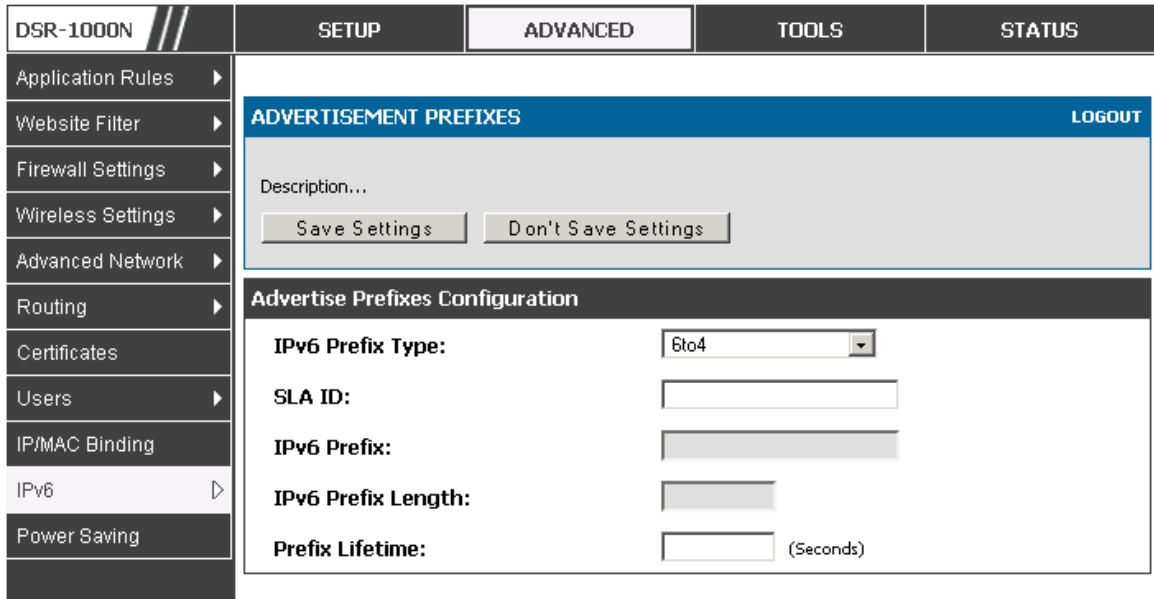 DSR-1000N
SETUP
ADVANCED
TOOLS
STATUS
Application Rules
Website Filter
Firewall Settings
Wireless Settings
Advanced Network
Routing
Certificates
Users
IP/MAC Binding
IPv6
Power Saving
ADVERTISEMENT PREFIXES
LOGOUT
Description...
Save Settings
Don't Save Settings
Advertise Prefixes Configuration
IPv6 Prefix Type:
6to4
SLA ID:
IPv6 Prefix:
IPv6 Prefix Length:
Prefix Lifetime:
(Seconds)